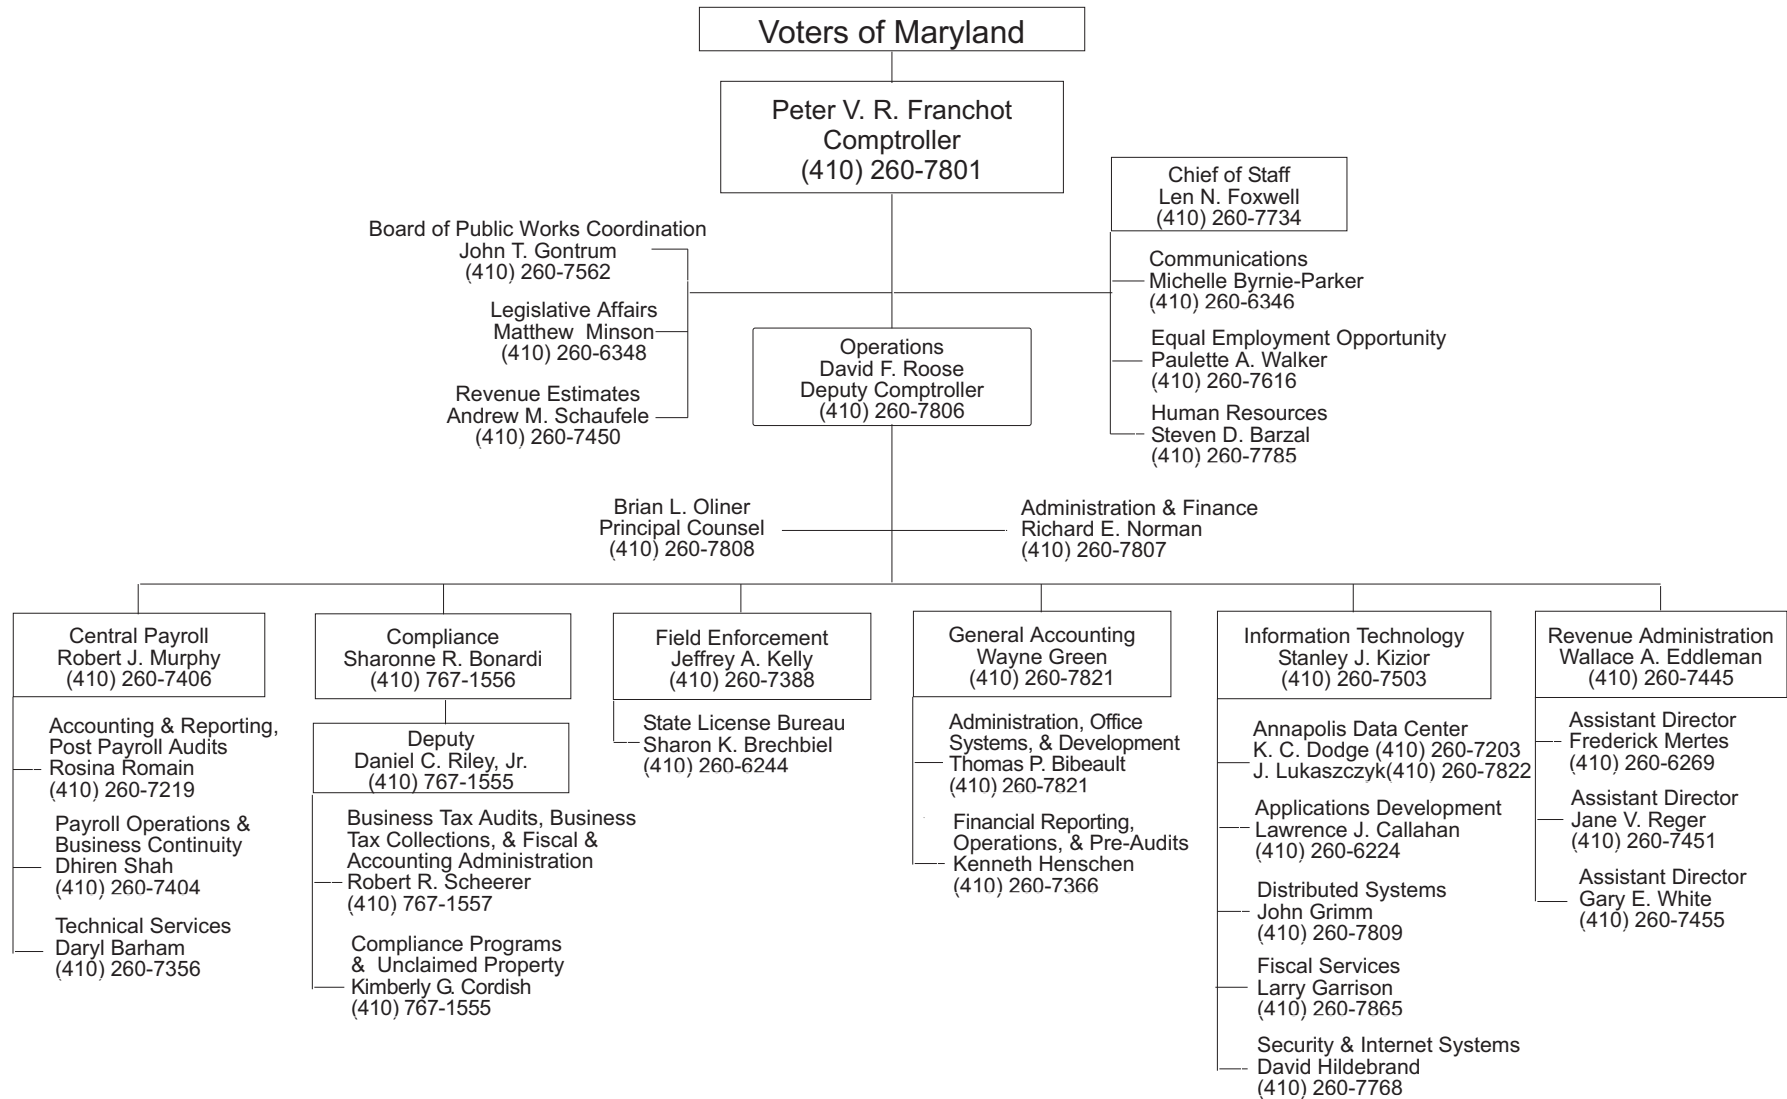 Voters of Maryland
Peter V. R. Franchot
Comptroller
(410) 260-7801
Chief of Staff
Len N. Foxwell
(410) 260-7734
Board of Public Works Coordination
John T. Gontrum
(410) 260-7562
Legislative Affairs
Matthew Minson
(410) 260-6348
Revenue Estimates
Andrew M. Schaufele
(410) 260-7450
Communications
Michelle Byrnie-Parker
(410) 260-6346
Equal Employment Opportunity
Paulette A. Walker
(410) 260-7616
Human Resources
Steven D. Barzal
(410) 260-7785
Operations
David F. Roose
Deputy Comptroller
(410) 260-7806
Brian L. Oliner
Principal Counsel
(410) 260-7808
Administration & Finance
Richard E. Norman
(410) 260-7807
Central Payroll
Robert J. Murphy
(410) 260-7406
Accounting & Reporting,
Post Payroll Audits
Rosina Romain
(410) 260-7219
Payroll Operations &
Business Continuity
Dhiren Shah
(410) 260-7404
Technical Services
Daryl Barham
(410) 260-7356
Compliance
Sharonne R. Bonardi
(410) 767-1556
Deputy
Daniel C. Riley, Jr.
(410) 767-1555
Business Tax Audits, Business
Tax Collections, & Fiscal &
Accounting Administration
Robert R. Scheerer
(410) 767-1557
Compliance Programs
& Unclaimed Property
Kimberly G. Cordish
(410) 767-1555
Field Enforcement
Jeffrey A. Kelly
(410) 260-7388
State License Bureau
Sharon K. Brechbiel
(410) 260-6244
General Accounting
Wayne Green
(410) 260-7821
Administration, Office
Systems, & Development
Thomas P. Bibeault
(410) 260-7821
Financial Reporting,
Operations, & Pre-Audits
Kenneth Henschen
(410) 260-7366
Information Technology
Stanley J. Kizior
(410) 260-7503
Annapolis Data Center
K. C. Dodge (410) 260-7203
J. Lukaszczyk(410) 260-7822
Applications Development
Lawrence J. Callahan
(410) 260-6224
Distributed Systems
John Grimm
(410) 260-7809
Fiscal Services
Larry Garrison
(410) 260-7865
Security & Internet Systems
David Hildebrand
(410) 260-7768
Revenue Administration
Wallace A. Eddleman
(410) 260-7445
Assistant Director
Frederick Mertes
(410) 260-6269
Assistant Director
Jane V. Reger
(410) 260-7451
Assistant Director
Gary E. White
(410) 260-7455